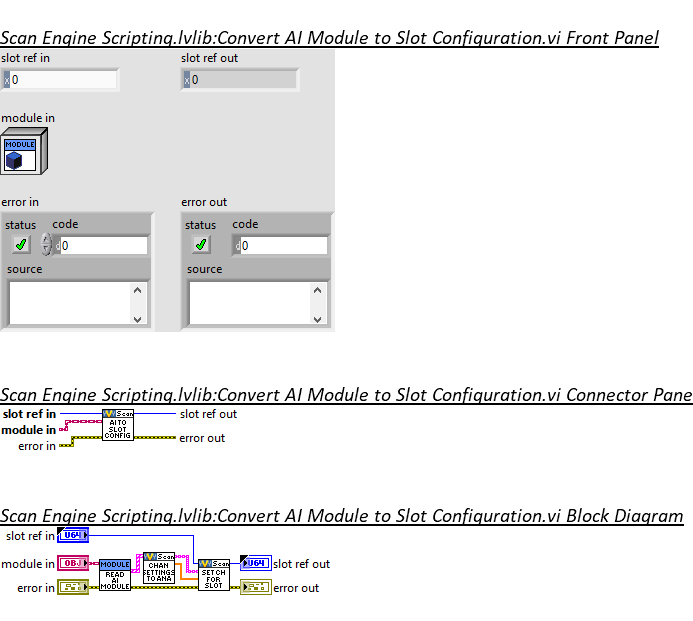 Scan Engine Scripting.lvlib:Convert AI Module to Slot Configuration.vi Front Panel
slot ref in
slot ref out
x 0
x 0
module in
MODULE
error in
error out
status
code
status
code
d 0
d 0
source
source
Scan Engine Scripting.lvlib:Convert AI Module to Slot Configuration.vi Connector Pane
slot ref in
Scan
slot ref out
module in
AI TO
SLOT
CONFIG
error in
error out
Scan Engine Scripting.lvlib:Convert AI Module to Slot Configuration.vi Block Diagram
slot ref in
U64
module in
OBJ
MODULE
READ
AI
MODULE
Scan
CHAN
SETTINGS
TO ANA
Scan
SET CH
FOR
SLOT
U64
slot ref out
error in
error out